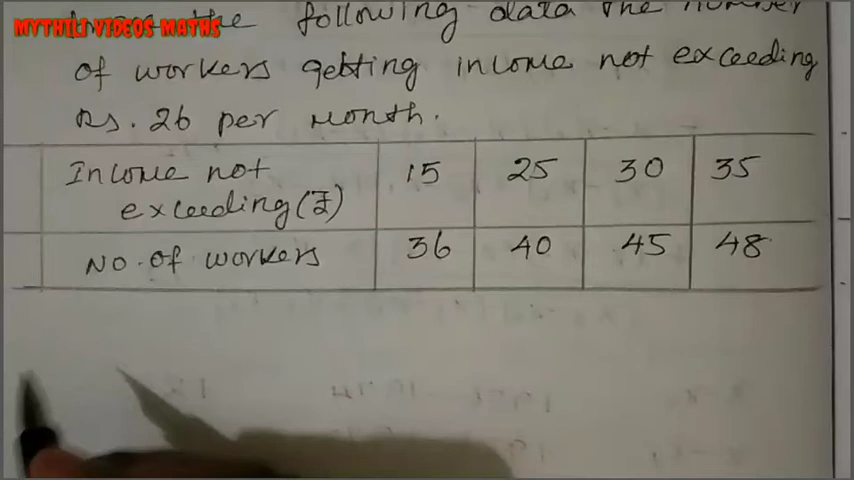 MYTHILI VIDEOS MATHS
the following data the number
of workers getting income not exceeding
Rs. 26 per month.
Income not exceeding (₹) 15 25 30 35
No. of workers 36 40 45 48